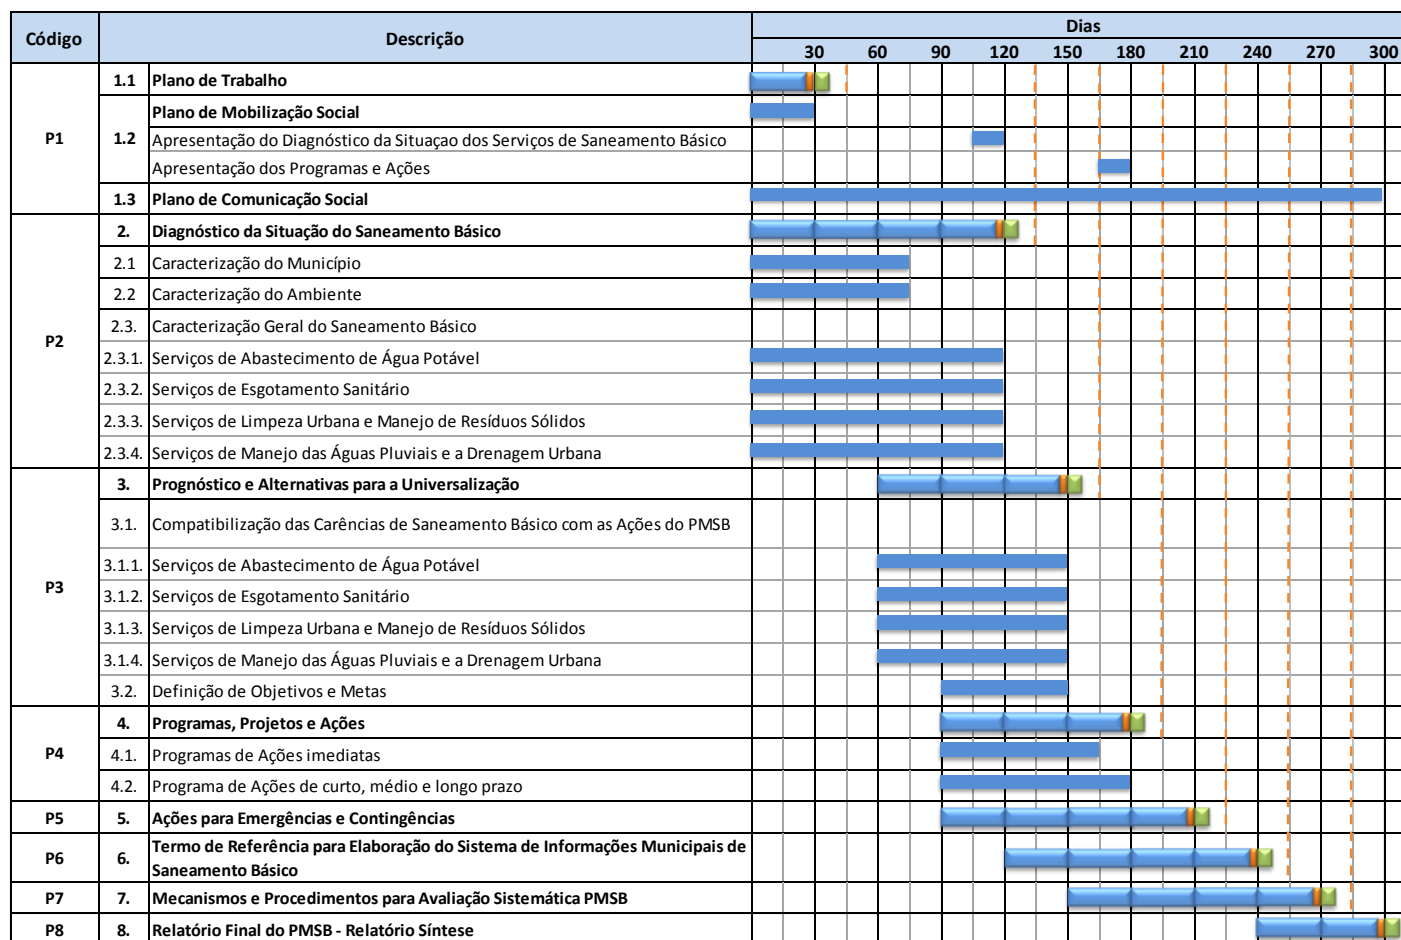 Código Descrição Dias
30 60 90 120 150 180 210 240 270 300
1.1 Plano de Trabalho
Plano de Mobilização Social
P1 1.2 Apresentação do Diagnóstico da Situaçao dos Serviços de Saneamento Básico
Apresentação dos Programas e Ações
1.3 Plano de Comunicação Social
2. Diagnóstico da Situação do Saneamento Básico
2.1 Caracterização do Município
2.2 Caracterização do Ambiente
2.3. Caracterização Geral do Saneamento Básico
P2
2.3.1. Serviços de Abastecimento de Água Potável
2.3.2. Serviços de Esgotamento Sanitário
2.3.3. Serviços de Limpeza Urbana e Manejo de Resíduos Sólidos
2.3.4. Serviços de Manejo das Águas Pluviais e a Drenagem Urbana
3. Prognóstico e Alternativas para a Universalização
3.1. Compatibilização das Carências de Saneamento Básico com as Ações do PMSB
3.1.1. Serviços de Abastecimento de Água Potável
P3
3.1.2. Serviços de Esgotamento Sanitário
3.1.3. Serviços de Limpeza Urbana e Manejo de Resíduos Sólidos
3.1.4. Serviços de Manejo das Águas Pluviais e a Drenagem Urbana
3.2. Definição de Objetivos e Metas
4. Programas, Projetos e Ações
P4 4.1. Programas de Ações imediatas
4.2. Programa de Ações de curto, médio e longo prazo
P5 5. Ações para Emergências e Contingências
P6 6. Termo de Referência para Elaboração do Sistema de Informações Municipais de
Saneamento Básico
P7 7. Mecanismos e Procedimentos para Avaliação Sistemática PMSB
P8 8. Relatório Final do PMSB - Relatório Síntese